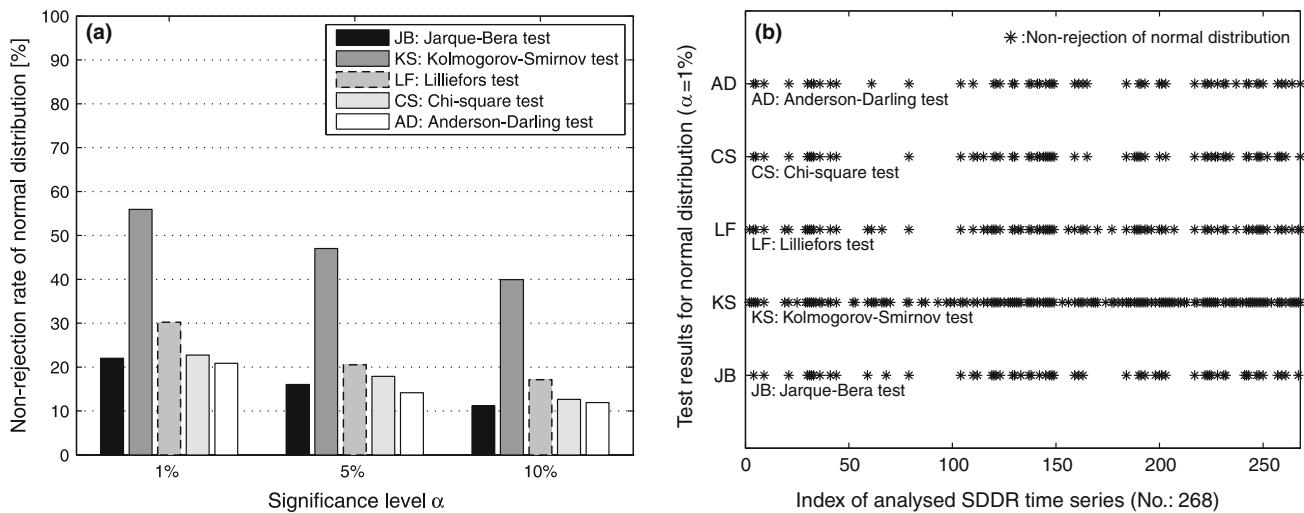 (a)
JB: Jarque-Bera test
KS: Kolmogorov-Smirnov test
LF: Lilliefors test
CS: Chi-square test
AD: Anderson-Darling test
Non-rejection rate of normal distribution [%]
100
90
80
70
60
50
40
30
20
10
0
1%
5%
10%
Significance level α
(b)
✳:Non-rejection of normal distribution
Test results for normal distribution (α=1%)
AD
AD: Anderson-Darling test
CS
CS: Chi-square test
LF
LF: Lilliefors test
KS
KS: Kolmogorov-Smirnov test
JB
JB: Jarque-Bera test
0
50
100
150
200
250
Index of analysed SDDR time series (No.: 268)